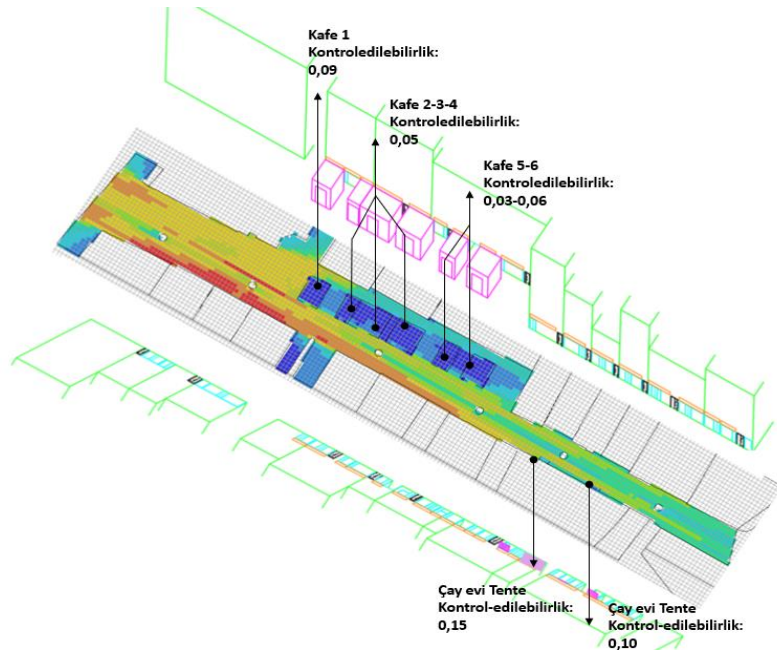 Kafe 1
Kontroledilebilirlik:
0,09
Kafe 2-3-4
Kontroledilebilirlik:
0,05
Kafe 5-6
Kontroledilebilirlik:
0,03-0,06
Çay evi Tente
Kontrol-edilebilirlik:
0,15
Çay evi Tente
Kontrol-edilebilirlik:
0,10